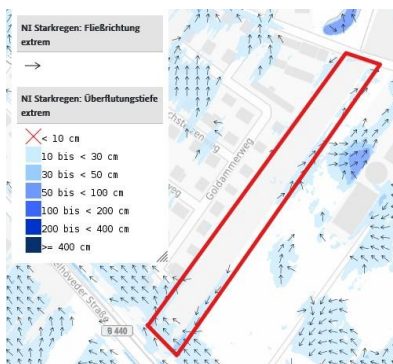 NI Starkregen: Fließrichtung
extrem
NI Starkregen: Überflutungstiefe
extrem
< 10 cm
10 bis < 30 cm
30 bis < 50 cm
50 bis < 100 cm
100 bis < 200 cm
200 bis < 400 cm
>= 400 cm
Goldammerweg
B 440